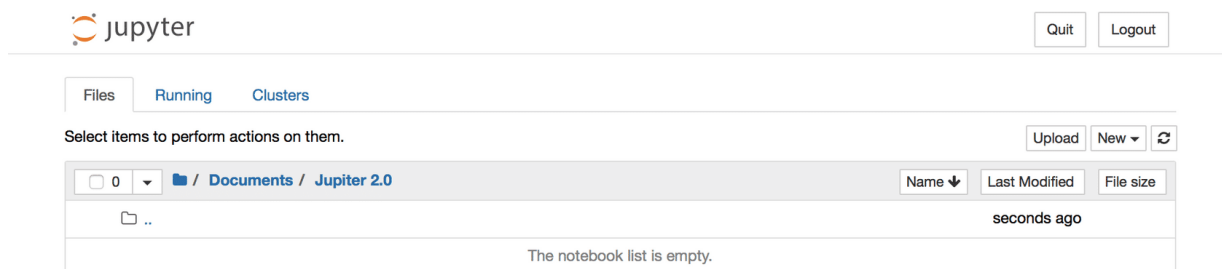 jupyter Quit Logout
Files Running Clusters
Select items to perform actions on them. Upload New
0 / Documents / Jupiter 2.0 Name Last Modified File size
.. seconds ago
The notebook list is empty.